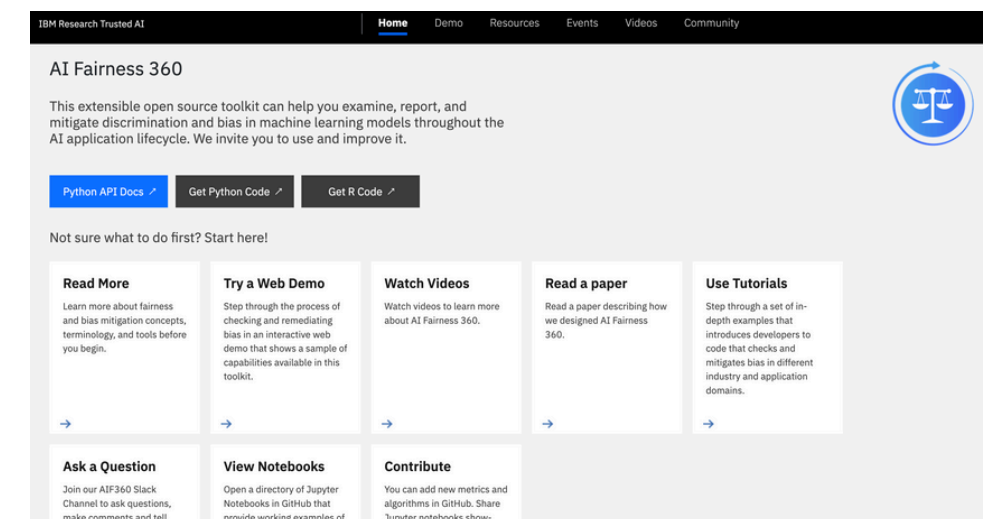 IBM Research Trusted AI
Home Demo Resources Events Videos Community
AI Fairness 360
This extensible open source toolkit can help you examine, report, and
mitigate discrimination and bias in machine learning models throughout the
AI application lifecycle. We invite you to use and improve it.
Python API Docs ↗ Get Python Code ↗ Get R Code ↗
Not sure what to do first? Start here!
Read More
Learn more about fairness
and bias mitigation concepts,
terminology, and tools before
you begin.
→
Try a Web Demo
Step through the process of
checking and remediating
bias in an interactive web
demo that shows a sample of
capabilities available in this
toolkit.
→
Watch Videos
Watch videos to learn more
about AI Fairness 360.
→
Read a paper
Read a paper describing how
we designed AI Fairness
360.
→
Use Tutorials
Step through a set of in-
depth examples that
introduces developers to
code that checks and
mitigates bias in different
industry and application
domains.
→
Ask a Question
Join our AIF360 Slack
Channel to ask questions,
make comments and tell
View Notebooks
Open a directory of Jupyter
Notebooks in GitHub that
provide working examples of
Contribute
You can add new metrics and
algorithms in GitHub. Share
Jupyter notebooks show-